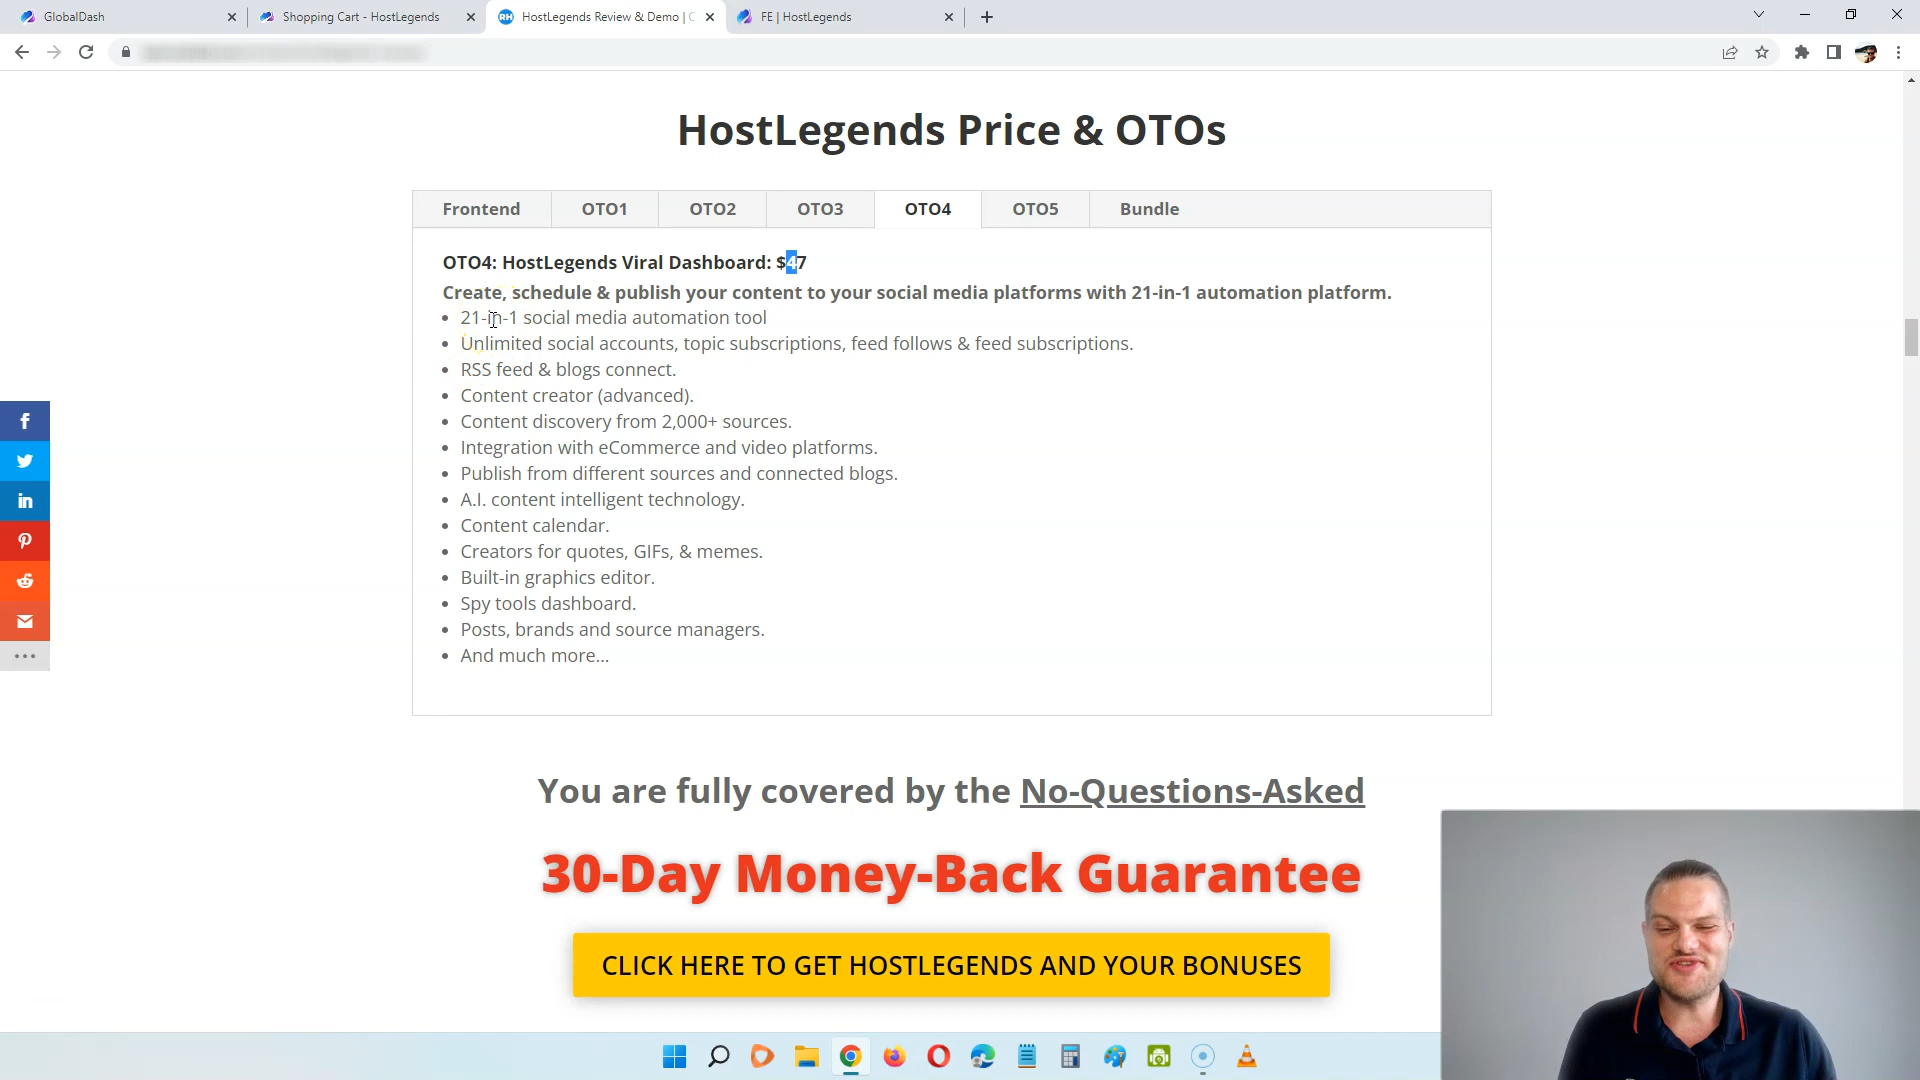 GlobalDash
Shopping Cart - HostLegends
HostLegends Review & Demo |
FE | HostLegends
HostLegends Price & OTOs
Frontend OTO1 OTO2 OTO3 OTO4 OTO5 Bundle
OTO4: HostLegends Viral Dashboard: $47
Create, schedule & publish your content to your social media platforms with 21-in-1 automation platform.
• 21-in-1 social media automation tool
• Unlimited social accounts, topic subscriptions, feed follows & feed subscriptions.
• RSS feed & blogs connect.
• Content creator (advanced).
• Content discovery from 2,000+ sources.
• Integration with eCommerce and video platforms.
• Publish from different sources and connected blogs.
• A.I. content intelligent technology.
• Content calendar.
• Creators for quotes, GIFs, & memes.
• Built-in graphics editor.
• Spy tools dashboard.
• Posts, brands and source managers.
• And much more...
You are fully covered by the No-Questions-Asked
30-Day Money-Back Guarantee
CLICK HERE TO GET HOSTLEGENDS AND YOUR BONUSES